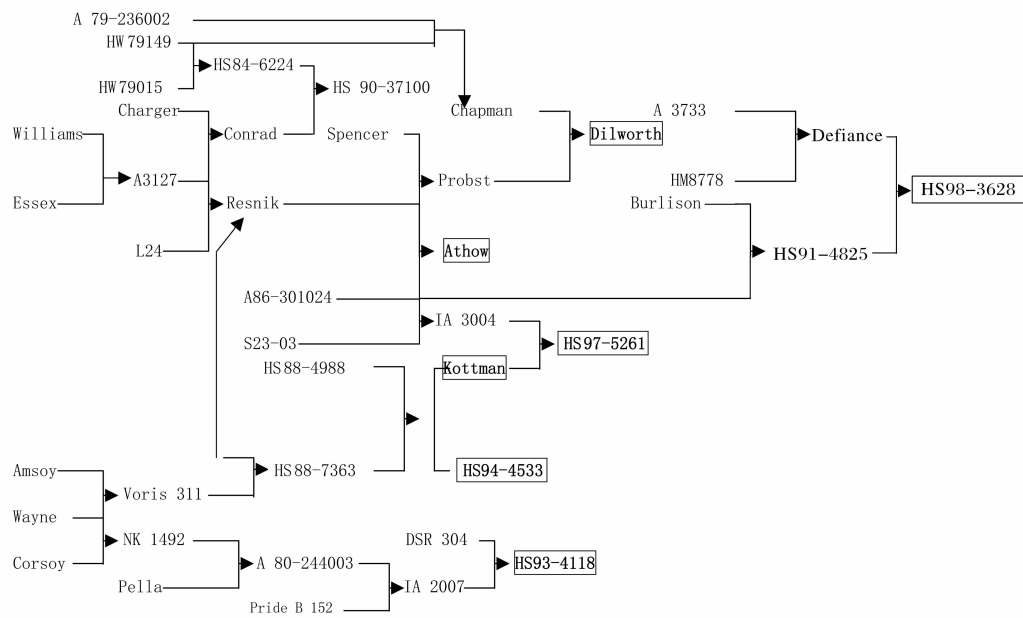 A 79-236002
HW 79149
HS84-6224
HW79015
HS 90-37100
Charger
Chapman
A 3733
Williams
Conrad
Spencer
Dilworth
Defiance
A3127
Probst
HM8778
HS98-3628
Essex
Resnik
Burlison
L24
Athow
HS91-4825
A86-301024
IA 3004
S23-03
HS97-5261
HS88-4988
Kottman
Amsoy
HS88-7363
HS94-4533
Voris 311
Wayne
NK 1492
DSR 304
Corsoy
A 80-244003
HS93-4118
Pella
IA 2007
Pride B 152